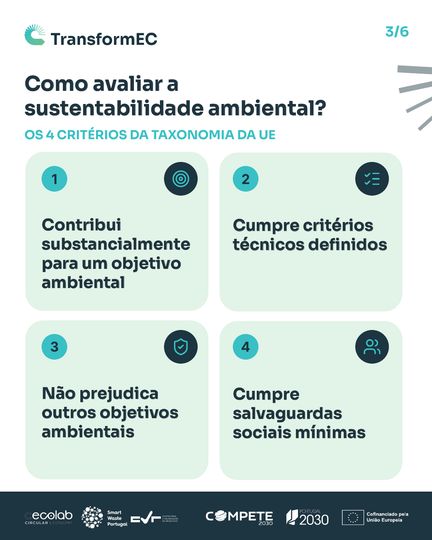 TransformEC
3/6
Como avaliar a
sustentabilidade ambiental?
OS 4 CRITÉRIOS DA TAXONOMIA DA UE
1
Contribui
substancialmente
para um objetivo
ambiental
2
Cumpre critérios
técnicos definidos
3
Não prejudica
outros objetivos
ambientais
4
Cumpre
salvaguardas
sociais mínimas
ecolab
CIRCULAR ECONOMY
Smart
Waste
Portugal
COMPETE
2030
PORTUGAL
2030
Cofinanciado pela
União Europeia